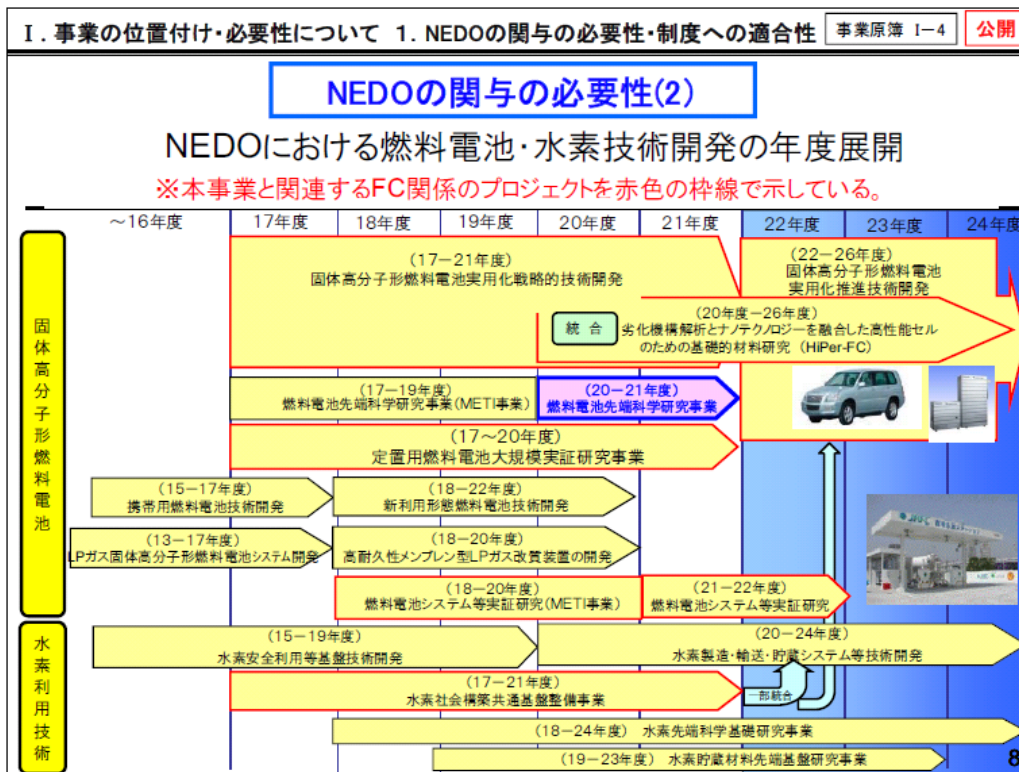 I. 事業の位置付け・必要性について 1. NEDOの関与の必要性・制度への適合性
事業原簿 I-4
公開
NEDOの関与の必要性(2)
NEDOにおける燃料電池・水素技術開発の年度展開
※本事業と関連するFC関係のプロジェクトを赤色の枠線で示している。
～16年度 17年度 18年度 19年度 20年度 21年度 22年度 23年度 24年度
固体高分子形燃料電池
(17－21年度)
固体高分子形燃料電池実用化戦略的技術開発
(22－26年度)
固体高分子形燃料電池
実用化推進技術開発
統合
(20年度－26年度)
劣化機構解析とナノテクノロジーを融合した高性能セル
のための基礎的材料研究 (HiPer-FC)
(17－19年度)
燃料電池先端科学研究事業(METI事業)
(20－21年度)
燃料電池先端科学研究事業
(17～20年度)
定置用燃料電池大規模実証研究事業
(15－17年度)
携帯用燃料電池技術開発
(18－22年度)
新利用形態燃料電池技術開発
(13－17年度)
LPガス固体高分子形燃料電池システム開発
(18－20年度)
高耐久性メンブレン型LPガス改質装置の開発
(18－20年度)
燃料電池システム等実証研究(METI事業)
(21－22年度)
燃料電池システム等実証研究
水素利用技術
(15－19年度)
水素安全利用等基盤技術開発
(20－24年度)
水素製造・輸送・貯蔵システム等技術開発
(17－21年度)
水素社会構築共通基盤整備事業
一部統合
(18－24年度) 水素先端科学基礎研究事業
(19－23年度) 水素貯蔵材料先端基盤研究事業
8